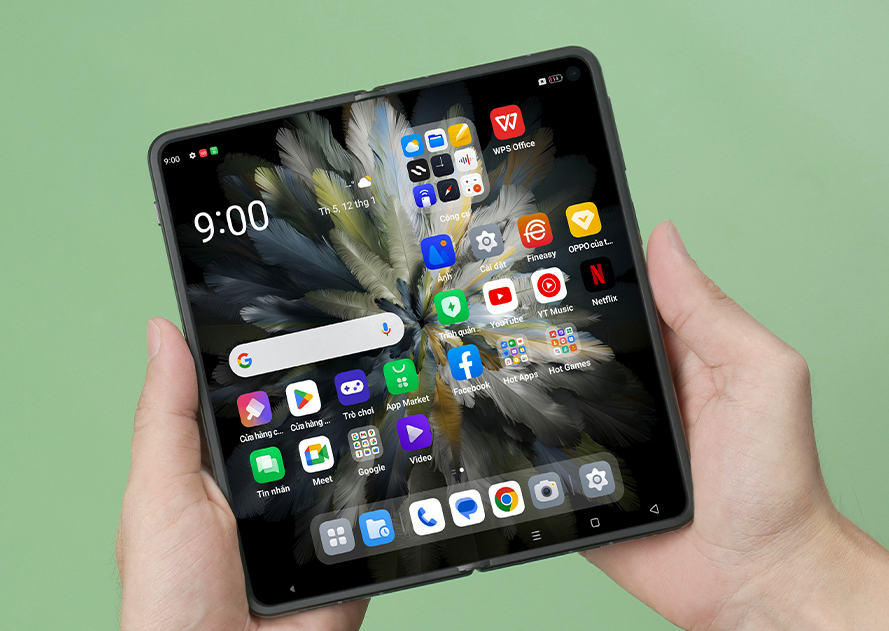 9:00
9:00
Th 5, 12 thg 1
Công cụ
WPS Office
Ảnh
Cài đặt
Fineasy
OPPO của t...
Trình quản...
YouTube
YT Music
Netflix
Facebook
Hot Apps
Hot Games
Cửa hàng c...
Cửa hàng ...
Trò chơi
App Market
Tin nhắn
Meet
Google
Video